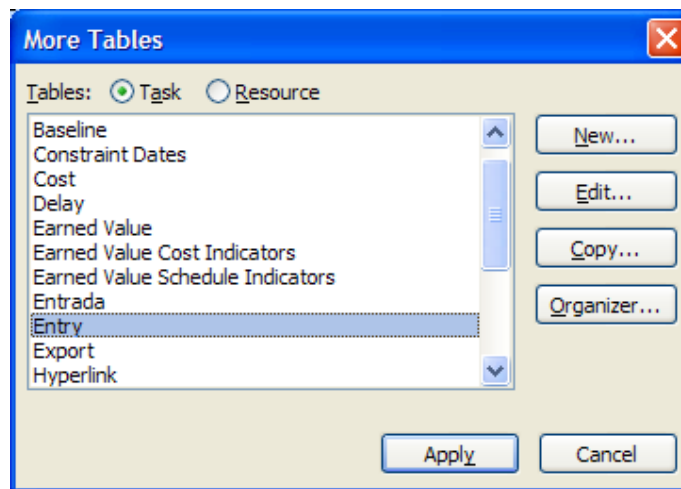 More Tables
Tables: Task Resource
Baseline
Constraint Dates
Cost
Delay
Earned Value
Earned Value Cost Indicators
Earned Value Schedule Indicators
Entrada
Entry
Export
Hyperlink
New...
Edit...
Copy...
Organizer...
Apply Cancel